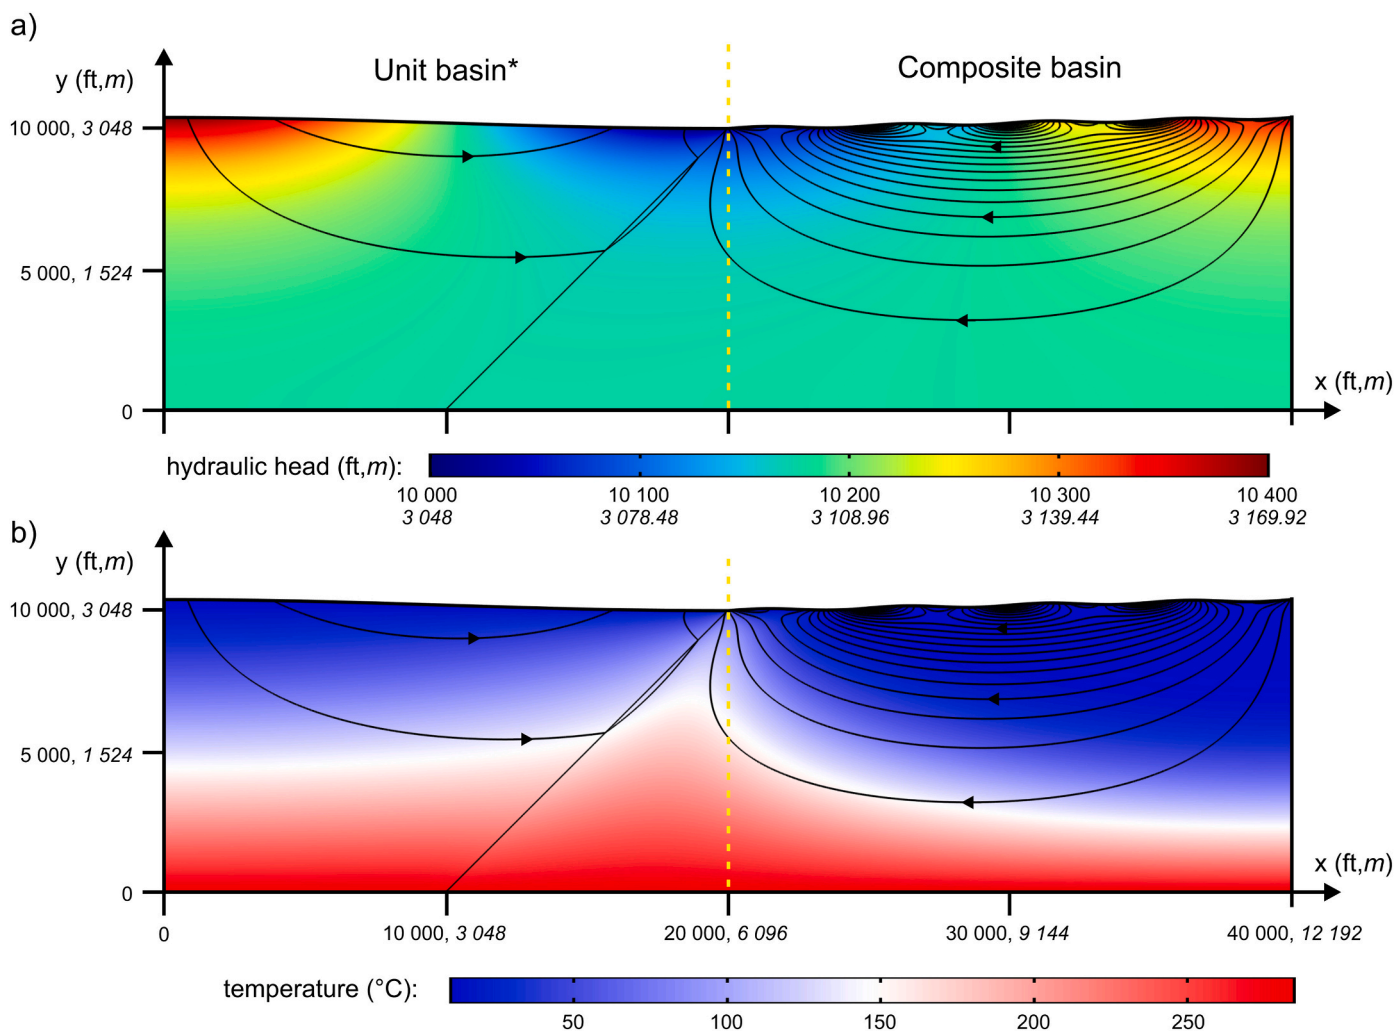 a)
y (ft,m)
Unit basin*
Composite basin
10 000, 3 048
5 000, 1 524
0
x (ft,m)
hydraulic head (ft,m):
10 000 10 100 10 200 10 300 10 400
3 048 3 078.48 3 108.96 3 139.44 3 169.92
b)
y (ft,m)
10 000, 3 048
5 000, 1 524
0
x (ft,m)
0 10 000, 3 048 20 000, 6 096 30 000, 9 144 40 000, 12 192
temperature (°C):
50 100 150 200 250